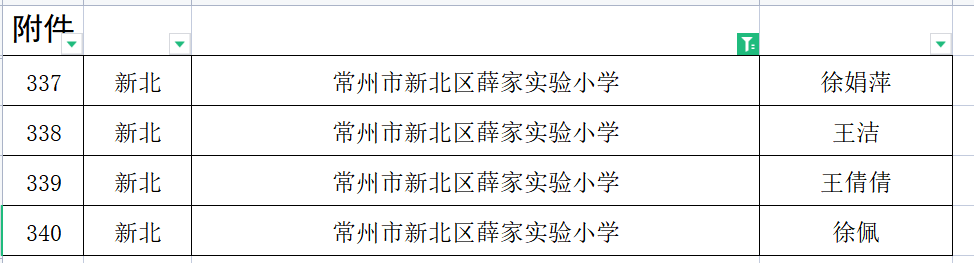 附件
337 新北 常州市新北区薛家实验小学 徐娟萍
338 新北 常州市新北区薛家实验小学 王洁
339 新北 常州市新北区薛家实验小学 王倩倩
340 新北 常州市新北区薛家实验小学 徐佩